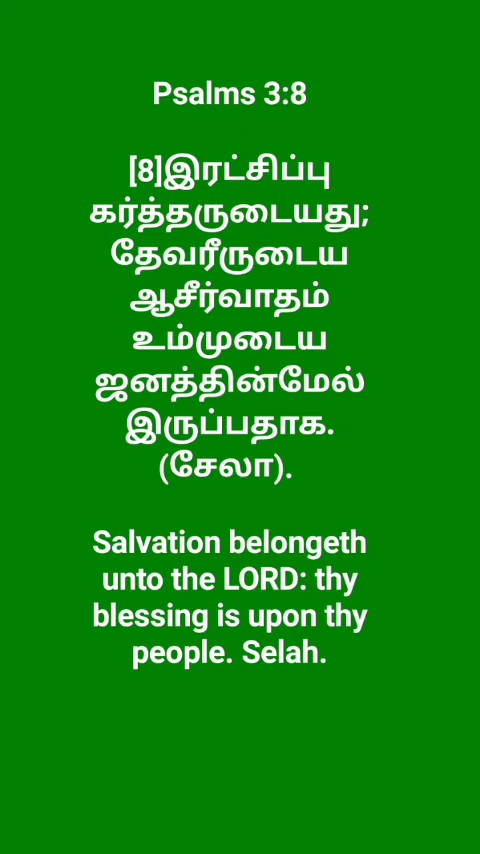 Psalms 3:8
[8]இரட்சிப்பு
கர்த்தருடையது;
தேவரீருடைய
ஆசீர்வாதம்
உம்முடைய
ஜனத்தின்மேல்
இருப்பதாக.
(சேலா).
Salvation belongeth
unto the LORD: thy
blessing is upon thy
people. Selah.